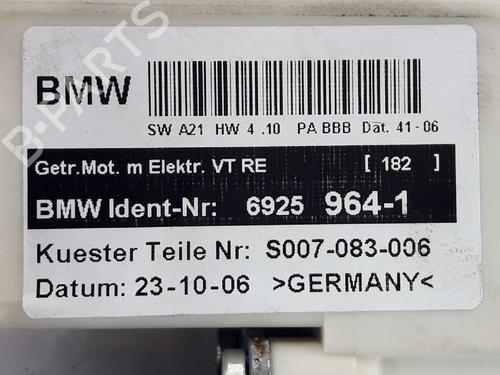 BMW
SW A21 HW 4 .10 PA BBB Dat. 41-06
Getr.Mot. m Elektr. VT RE [ 182 ]
BMW Ident-Nr: 6925 964-1
Kuester Teile Nr: S007-083-006
Datum: 23-10-06 >GERMANY<
B-PARTS